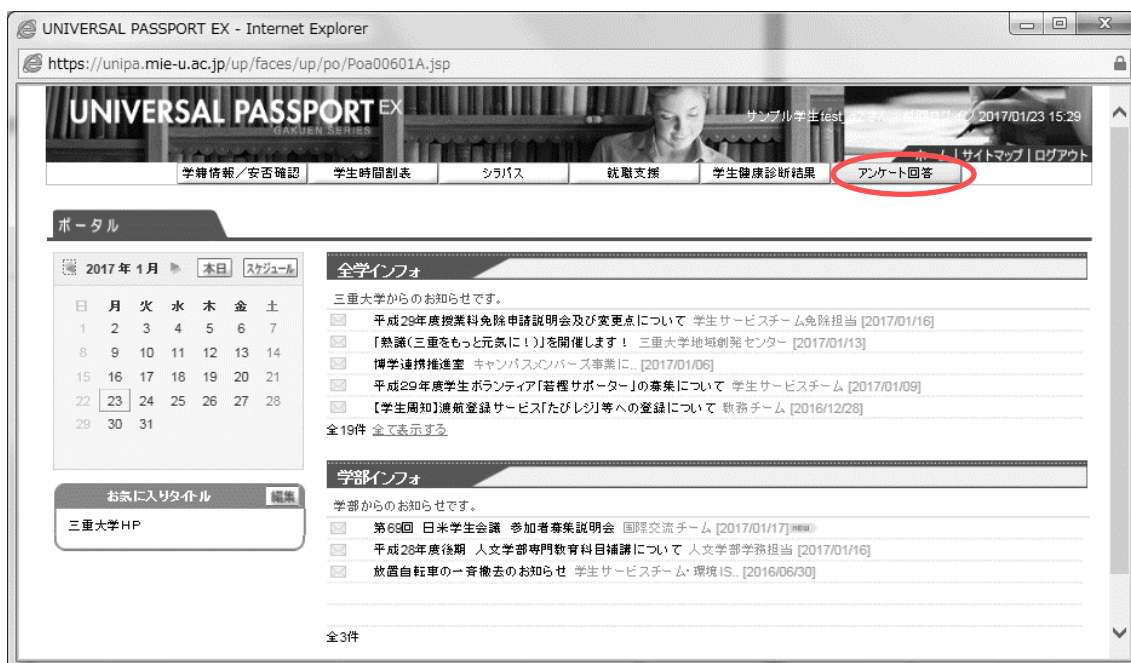 UNIVERSAL PASSPORT EX - Internet Explorer
https://unipa.mie-u.ac.jp/up/faces/up/po/Poa00601A.jsp
UNIVERSAL PASSPORT EX
GAKUEN SERIES
サンプル学生test 2017/01/23 15:29
ホーム | サイトマップ | ログアウト
学籍情報／安否確認 学生時間割表 シラバス 就職支援 学生健康診断結果 アンケート回答
ポータル
2017年1月 本日 スケジュール
日 月 火 水 木 金 土
1 2 3 4 5 6 7
8 9 10 11 12 13 14
15 16 17 18 19 20 21
22 23 24 25 26 27 28
29 30 31
お気に入りタイトル 編集
三重大学HP
全学インフォ
三重大学からのお知らせです。
平成29年度授業料免除申請説明会及び変更点について 学生サービスチーム免除担当 [2017/01/16]
「熱議(三重をもっと元気に！)」を開催します！ 三重大学地域創発センター [2017/01/13]
博学連携推進室 キャンパスメンバーズ事業に.. [2017/01/06]
平成29年度学生ボランティア「若樫サポーター」の募集について 学生サービスチーム [2017/01/09]
【学生周知】渡航登録サービス「たびレジ」等への登録について 教務チーム [2016/12/28]
全19件 全て表示する
学部インフォ
学部からのお知らせです。
第69回 日米学生会議 参加者募集説明会 国際交流チーム [2017/01/17] NEW
平成28年度後期 人文学部専門教育科目補講について 人文学部学務担当 [2017/01/16]
放置自転車の一斉撤去のお知らせ 学生サービスチーム・環境IS.. [2016/06/30]
全3件